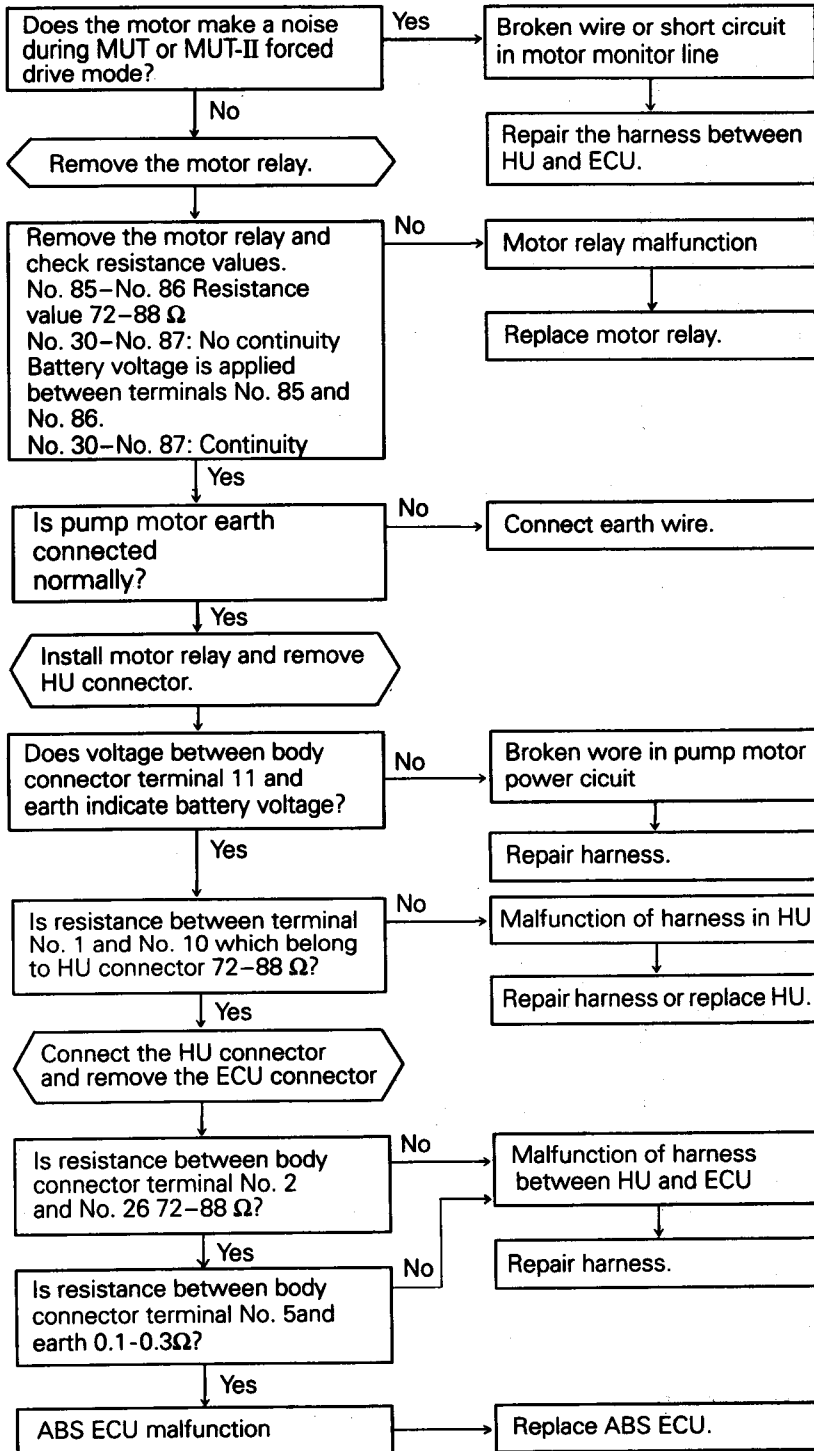 Does the motor make a noise
during MUT or MUT-II forced
drive mode?
Yes
Broken wire or short circuit
in motor monitor line
No
Repair the harness between
HU and ECU.
Remove the motor relay.
Remove the motor relay and
check resistance values.
No. 85–No. 86 Resistance
value 72–88 Ω
No. 30–No. 87: No continuity
Battery voltage is applied
between terminals No. 85 and
No. 86.
No. 30–No. 87: Continuity
No
Motor relay malfunction
Replace motor relay.
Yes
Is pump motor earth
connected
normally?
No
Connect earth wire.
Yes
Install motor relay and remove
HU connector.
Does voltage between body
connector terminal 11 and
earth indicate battery voltage?
No
Broken wore in pump motor
power cicuit
Repair harness.
Yes
Is resistance between terminal
No. 1 and No. 10 which belong
to HU connector 72–88 Ω?
No
Malfunction of harness in HU
Repair harness or replace HU.
Yes
Connect the HU connector
and remove the ECU connector
Is resistance between body
connector terminal No. 2
and No. 26 72–88 Ω?
No
Malfunction of harness
between HU and ECU
Repair harness.
Yes
Is resistance between body
connector terminal No. 5and
earth 0.1-0.3Ω?
No
Yes
ABS ECU malfunction
Replace ABS ECU.